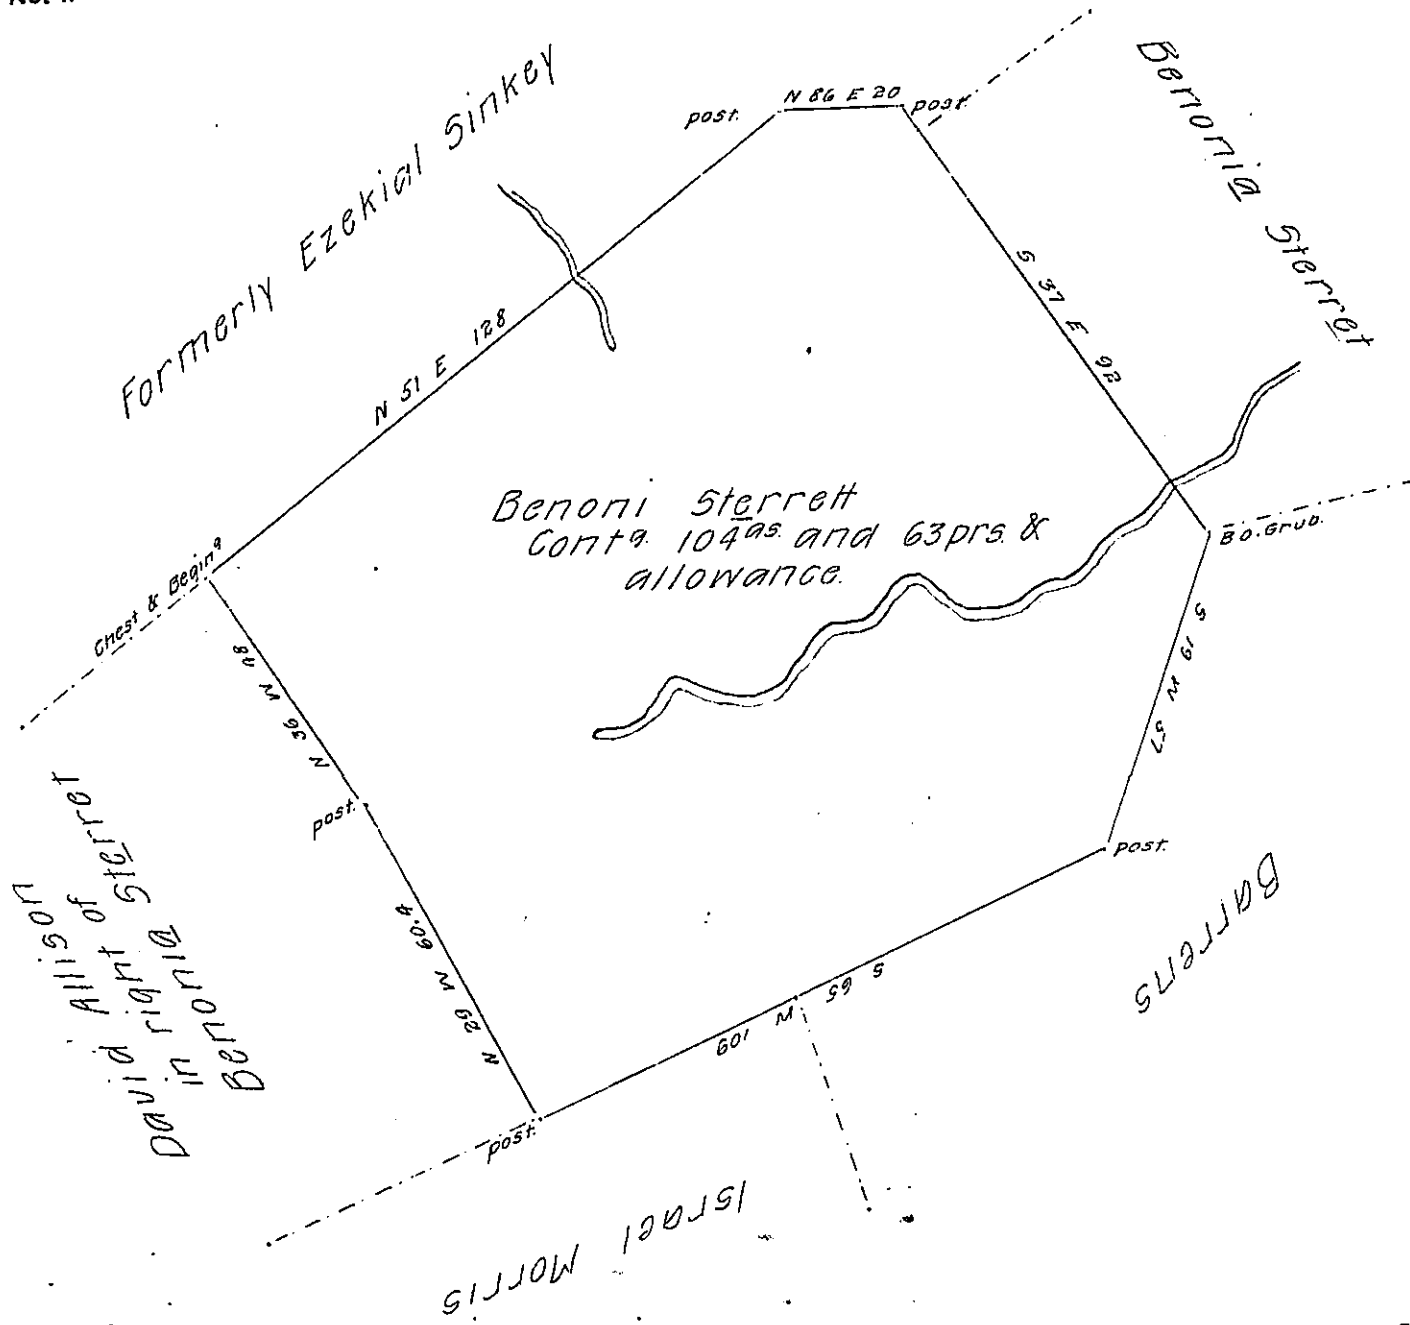 Formerly Ezekial Sinkey
post.
N 86 E 20
post.
Benonia Sterret
N 51 E 128
S 37 E 92
Benoni Sterrett
Contg. 104as. and 63prs. &
allowance.
Bo.Grub.
Chest & Beging
S 19 W 57
N 36 W 48
post.
post.
David Allison
in right of
Benonia Sterret
N 29 W 60.4
S 65 W 109
Barrens
post.
Israel Morris